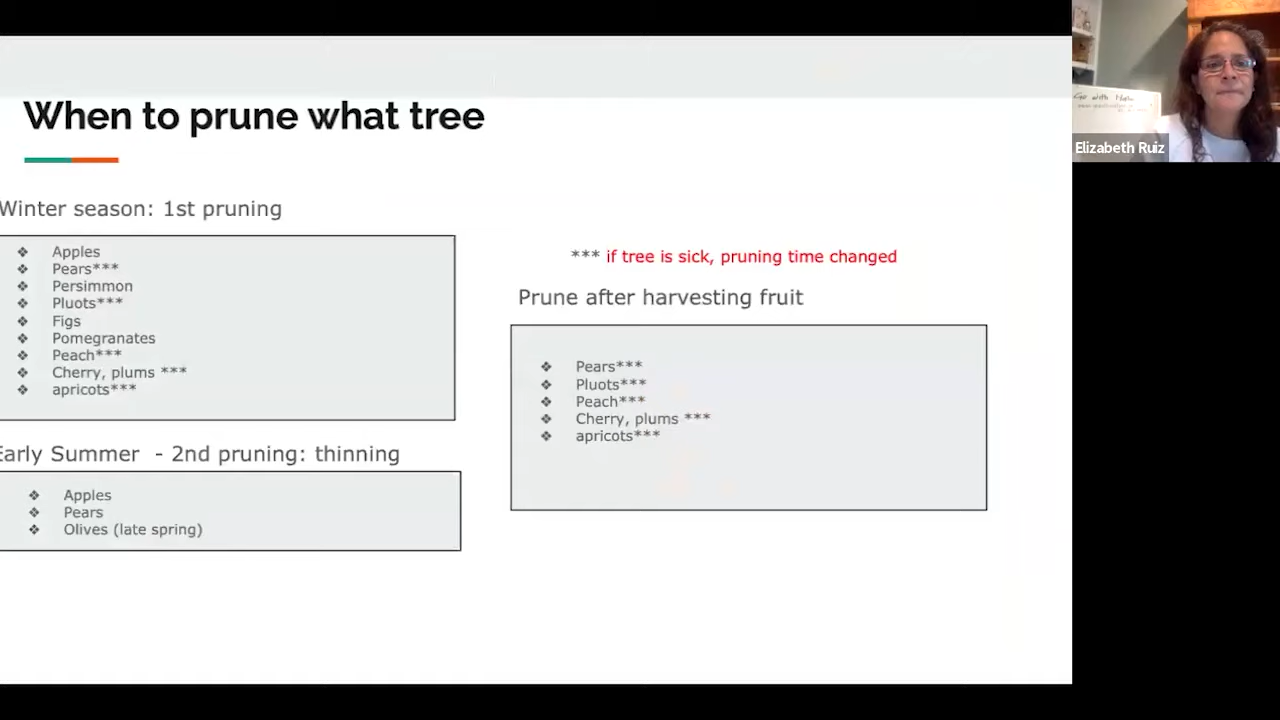 When to prune what tree
Winter season: 1st pruning
❖ Apples
❖ Pears***
❖ Persimmon
❖ Pluots***
❖ Figs
❖ Pomegranates
❖ Peach***
❖ Cherry, plums ***
❖ apricots***
Early Summer - 2nd pruning: thinning
❖ Apples
❖ Pears
❖ Olives (late spring)
*** if tree is sick, pruning time changed
Prune after harvesting fruit
❖ Pears***
❖ Pluots***
❖ Peach***
❖ Cherry, plums ***
❖ apricots***
with
Elizabeth Ruiz